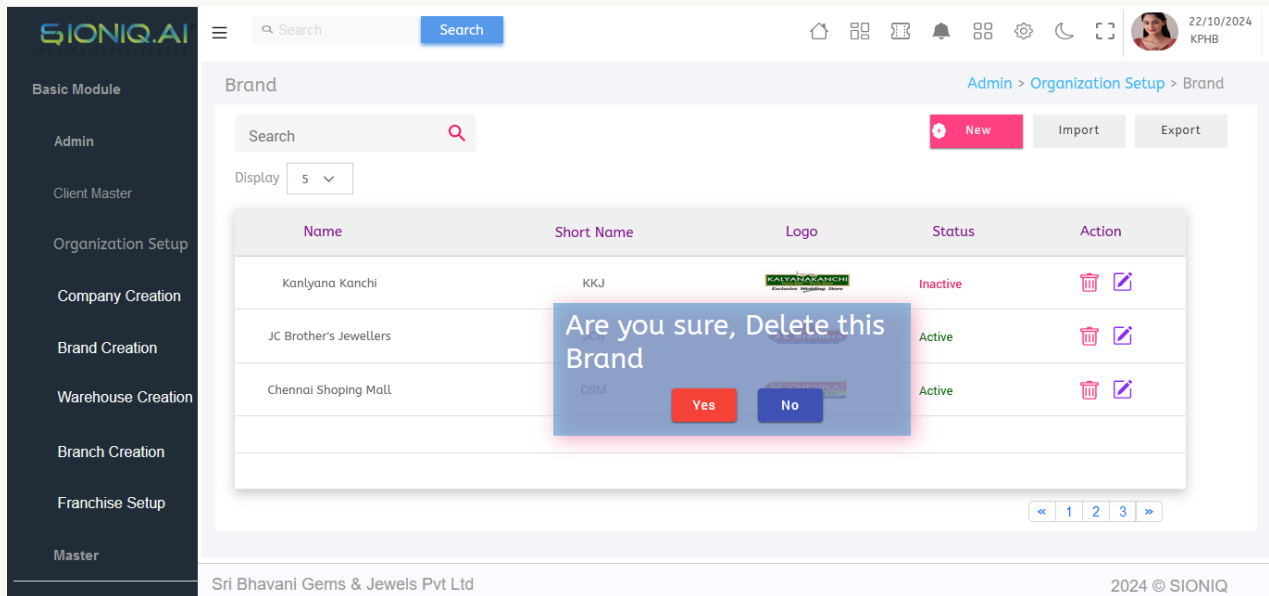 SIONIQ.AI
Search
Search
22/10/2024
KPHB
Basic Module
Admin
Client Master
Organization Setup
Company Creation
Brand Creation
Warehouse Creation
Branch Creation
Franchise Setup
Master
Brand
Admin > Organization Setup > Brand
Search
New
Import
Export
Display 5
Name Short Name Logo Status Action
Kanlyana Kanchi KKJ KALYANAKANCHI Exclusive Wedding Store Inactive
JC Brother's Jewellers JCB J.C. Brothers Active
Chennai Shoping Mall CSM CHENNAI Active
Are you sure, Delete this
Brand
Yes No
« 1 2 3 »
Sri Bhavani Gems & Jewels Pvt Ltd
2024 © SIONIQ